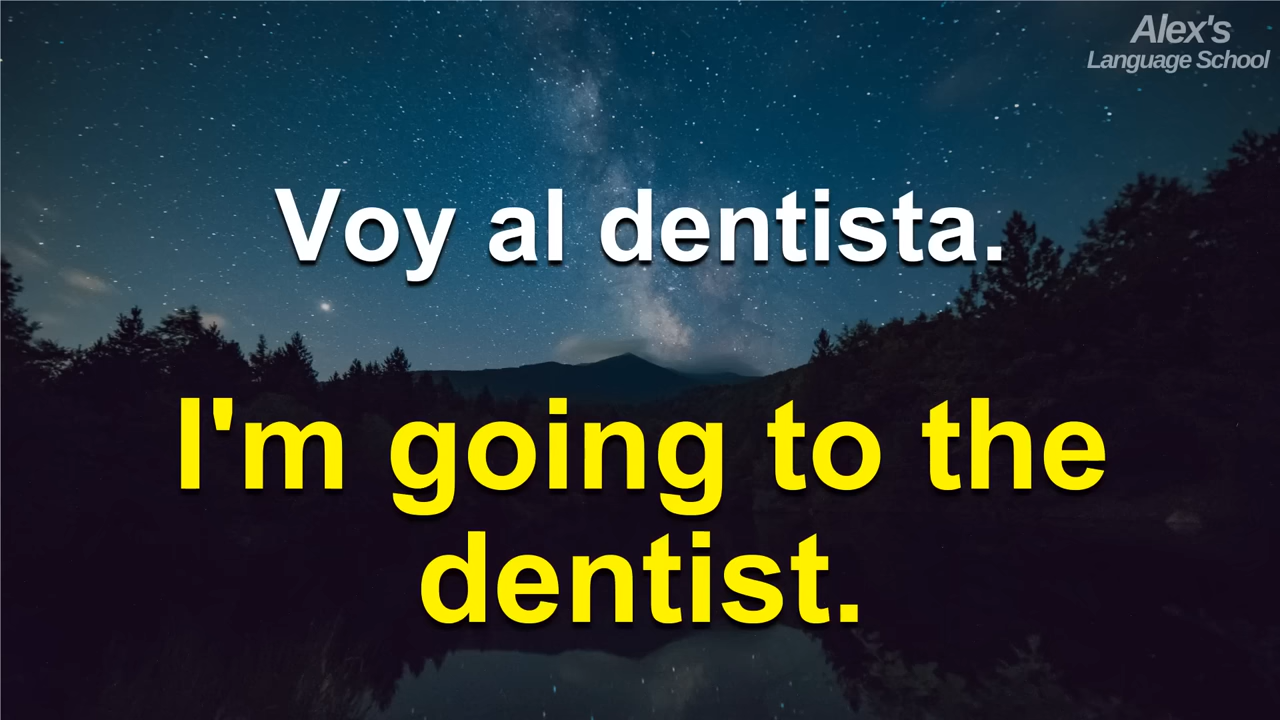 Alex's
Language School
Voy al dentista.
I'm going to the
dentist.